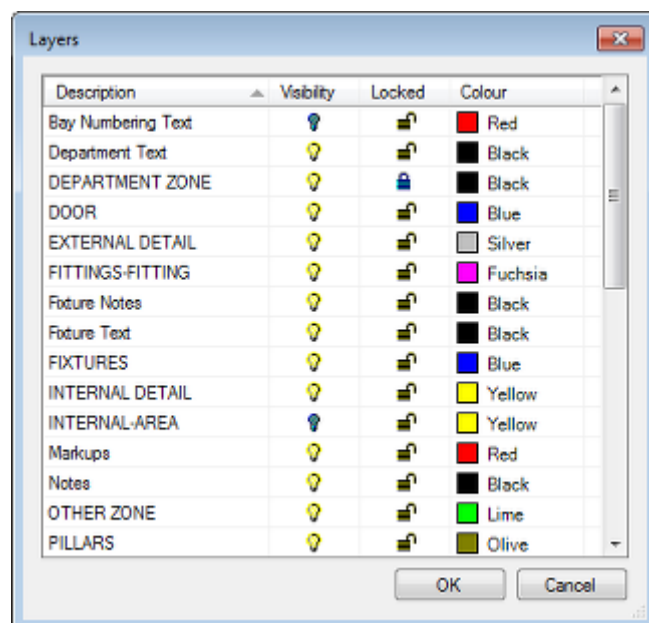 Layers
Description Visibility Locked Colour
Bay Numbering Text Red
Department Text Black
DEPARTMENT ZONE Black
DOOR Blue
EXTERNAL DETAIL Silver
FITTINGS-FITTING Fuchsia
Fixture Notes Black
Fixture Text Black
FIXTURES Blue
INTERNAL DETAIL Yellow
INTERNAL-AREA Yellow
Markups Red
Notes Black
OTHER ZONE Lime
PILLARS Olive
OK Cancel